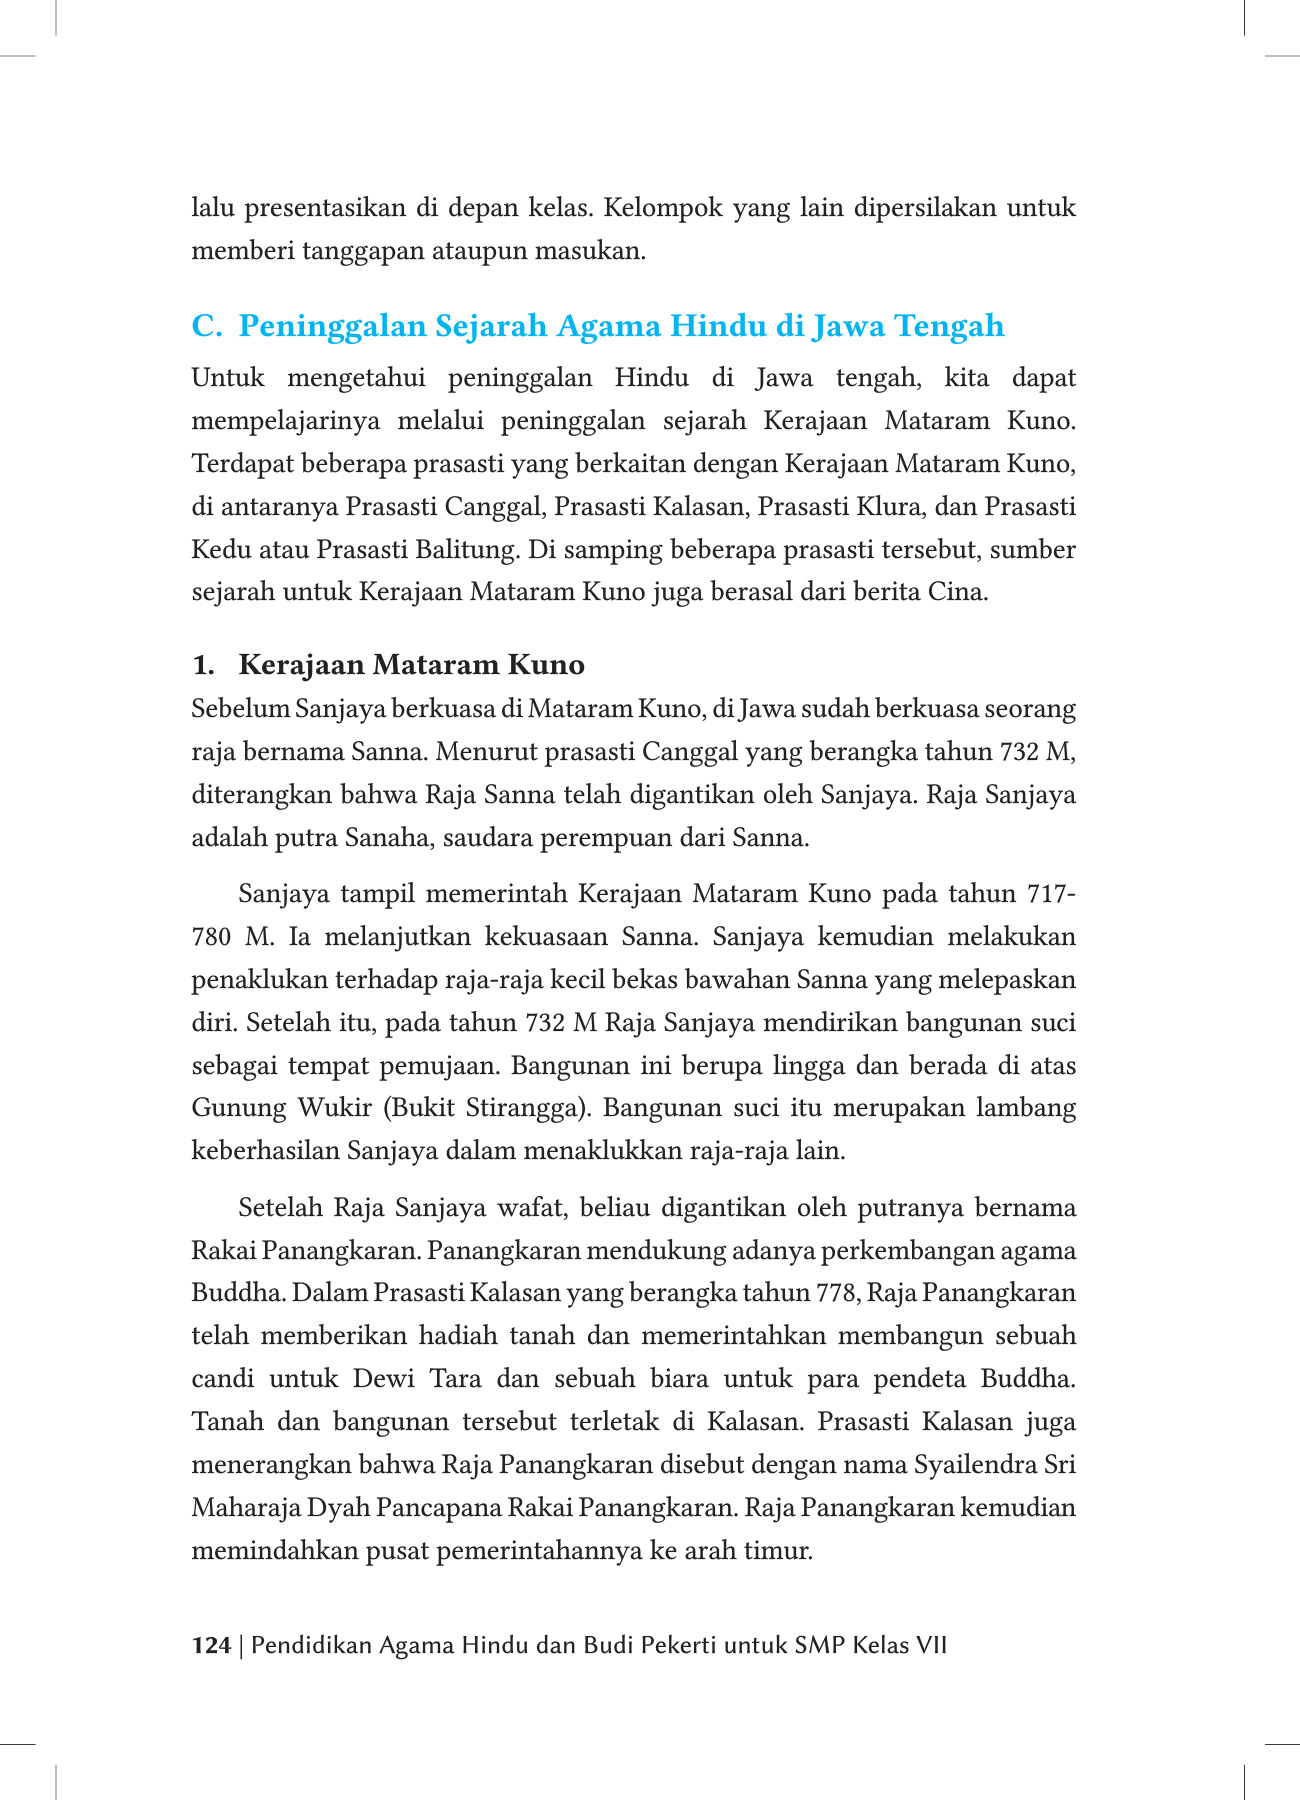 lalu presentasikan di depan kelas. Kelompok yang lain dipersilakan untuk
memberi tanggapan ataupun masukan.
C. Peninggalan Sejarah Agama Hindu di Jawa Tengah
Untuk mengetahui peninggalan Hindu di Jawa tengah, kita dapat
mempelajarinya melalui peninggalan sejarah Kerajaan Mataram Kuno.
Terdapat beberapa prasasti yang berkaitan dengan Kerajaan Mataram Kuno,
di antaranya Prasasti Canggal, Prasasti Kalasan, Prasasti Klura, dan Prasasti
Kedu atau Prasasti Balitung. Di samping beberapa prasasti tersebut, sumber
sejarah untuk Kerajaan Mataram Kuno juga berasal dari berita Cina.
1. Kerajaan Mataram Kuno
Sebelum Sanjaya berkuasa di Mataram Kuno, di Jawa sudah berkuasa seorang
raja bernama Sanna. Menurut prasasti Canggal yang berangka tahun 732 M,
diterangkan bahwa Raja Sanna telah digantikan oleh Sanjaya. Raja Sanjaya
adalah putra Sanaha, saudara perempuan dari Sanna.
Sanjaya tampil memerintah Kerajaan Mataram Kuno pada tahun 717-
780 M. Ia melanjutkan kekuasaan Sanna. Sanjaya kemudian melakukan
penaklukan terhadap raja-raja kecil bekas bawahan Sanna yang melepaskan
diri. Setelah itu, pada tahun 732 M Raja Sanjaya mendirikan bangunan suci
sebagai tempat pemujaan. Bangunan ini berupa lingga dan berada di atas
Gunung Wukir (Bukit Stirangga). Bangunan suci itu merupakan lambang
keberhasilan Sanjaya dalam menaklukkan raja-raja lain.
Setelah Raja Sanjaya wafat, beliau digantikan oleh putranya bernama
Rakai Panangkaran. Panangkaran mendukung adanya perkembangan agama
Buddha. Dalam Prasasti Kalasan yang berangka tahun 778, Raja Panangkaran
telah memberikan hadiah tanah dan memerintahkan membangun sebuah
candi untuk Dewi Tara dan sebuah biara untuk para pendeta Buddha.
Tanah dan bangunan tersebut terletak di Kalasan. Prasasti Kalasan juga
menerangkan bahwa Raja Panangkaran disebut dengan nama Syailendra Sri
Maharaja Dyah Pancapana Rakai Panangkaran. Raja Panangkaran kemudian
memindahkan pusat pemerintahannya ke arah timur.
124 | Pendidikan Agama Hindu dan Budi Pekerti untuk SMP Kelas VII